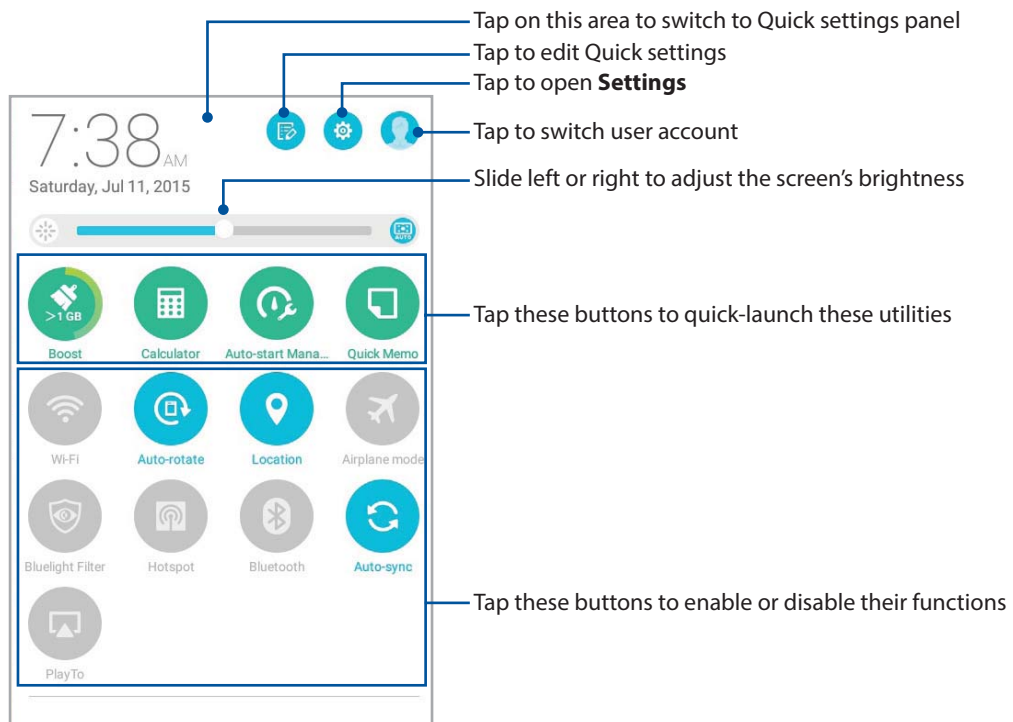 Tap on this area to switch to Quick settings panel
Tap to edit Quick settings
Tap to open Settings
7:38 AM
Tap to switch user account
Saturday, Jul 11, 2015
Slide left or right to adjust the screen's brightness
AUTO
>1 GB
Tap these buttons to quick-launch these utilities
Boost Calculator Auto-start Mana... Quick Memo
Wi-Fi Auto-rotate Location Airplane mode
Bluelight Filter Hotspot Bluetooth Auto-sync
Tap these buttons to enable or disable their functions
PlayTo